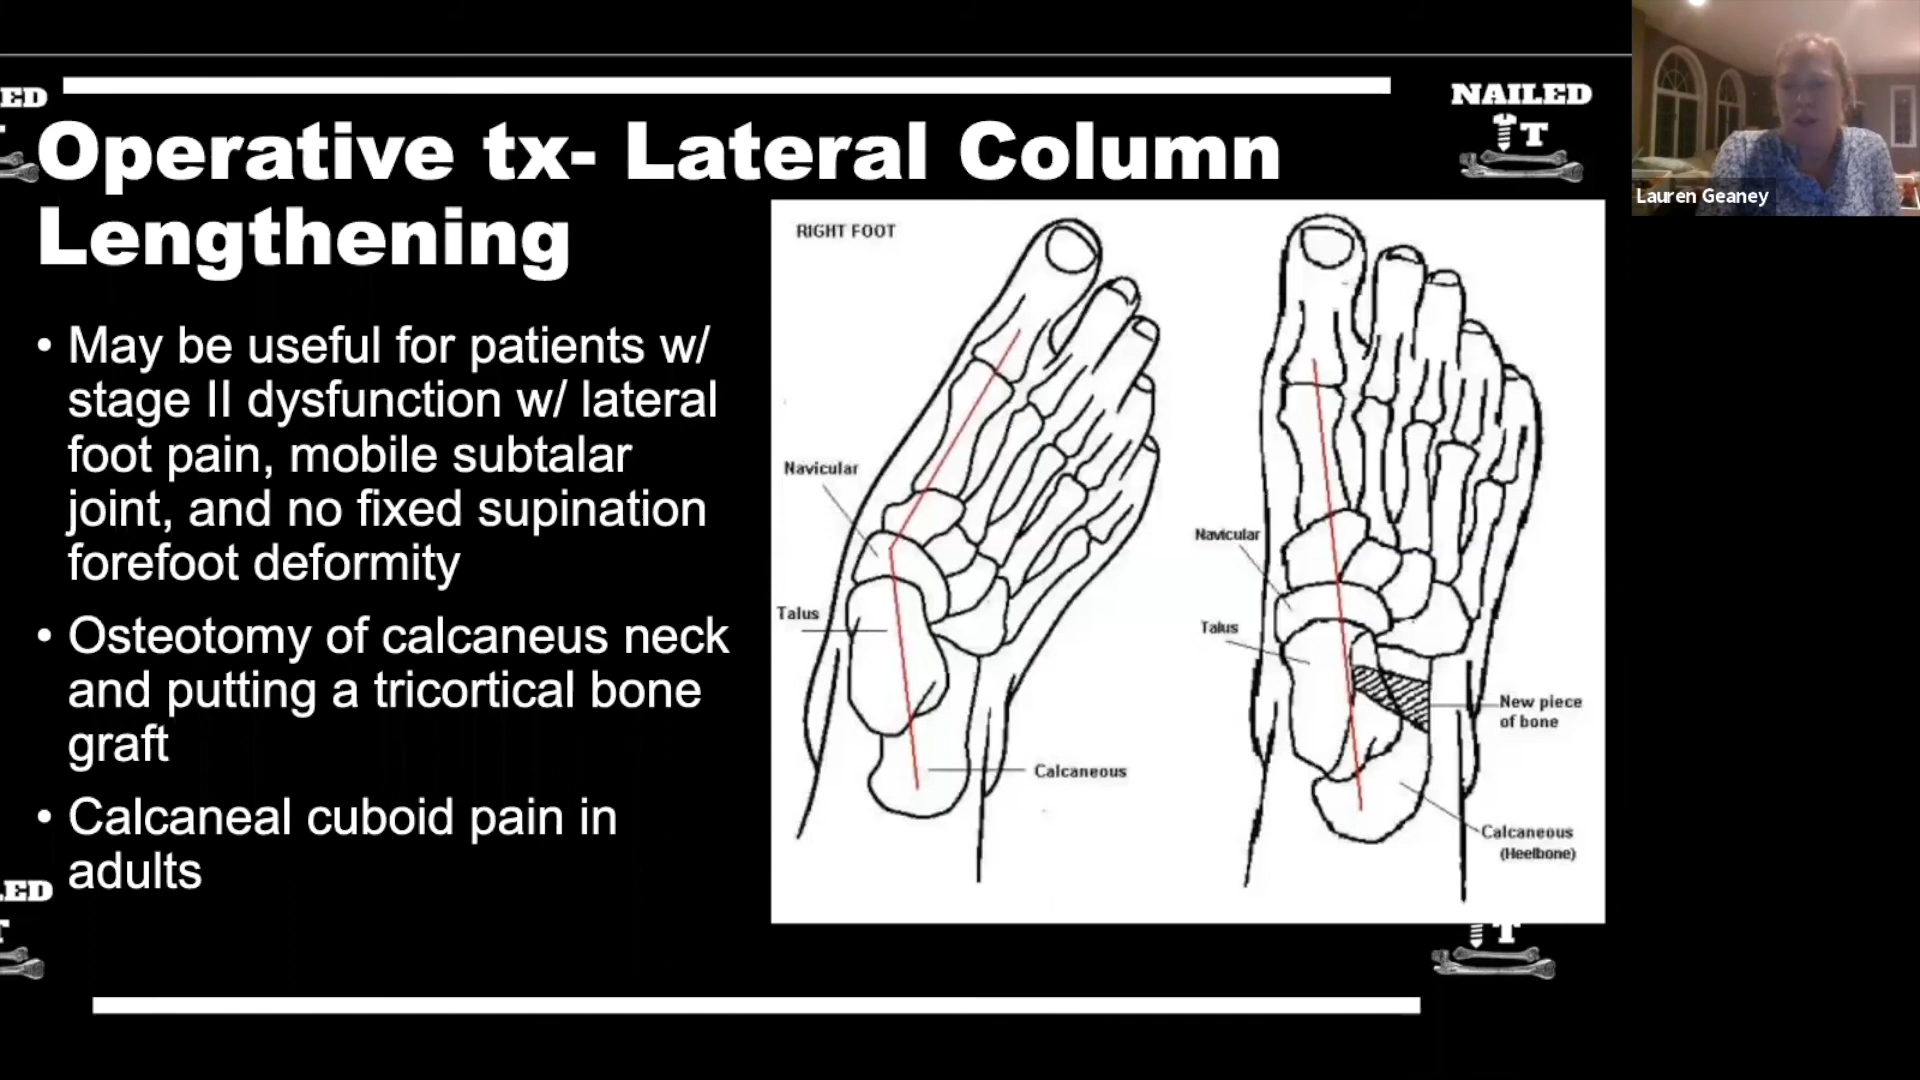 ED
NAILED
T
Operative tx- Lateral Column
Lengthening
Lauren Geaney
• May be useful for patients w/
stage II dysfunction w/ lateral
foot pain, mobile subtalar
joint, and no fixed supination
forefoot deformity
• Osteotomy of calcaneus neck
and putting a tricortical bone
graft
• Calcaneal cuboid pain in
adults
RIGHT FOOT
Navicular
Talus
Calcaneous
Navicular
Talus
New piece
of bone
Calcaneous
(Heelbone)
ED
T
T